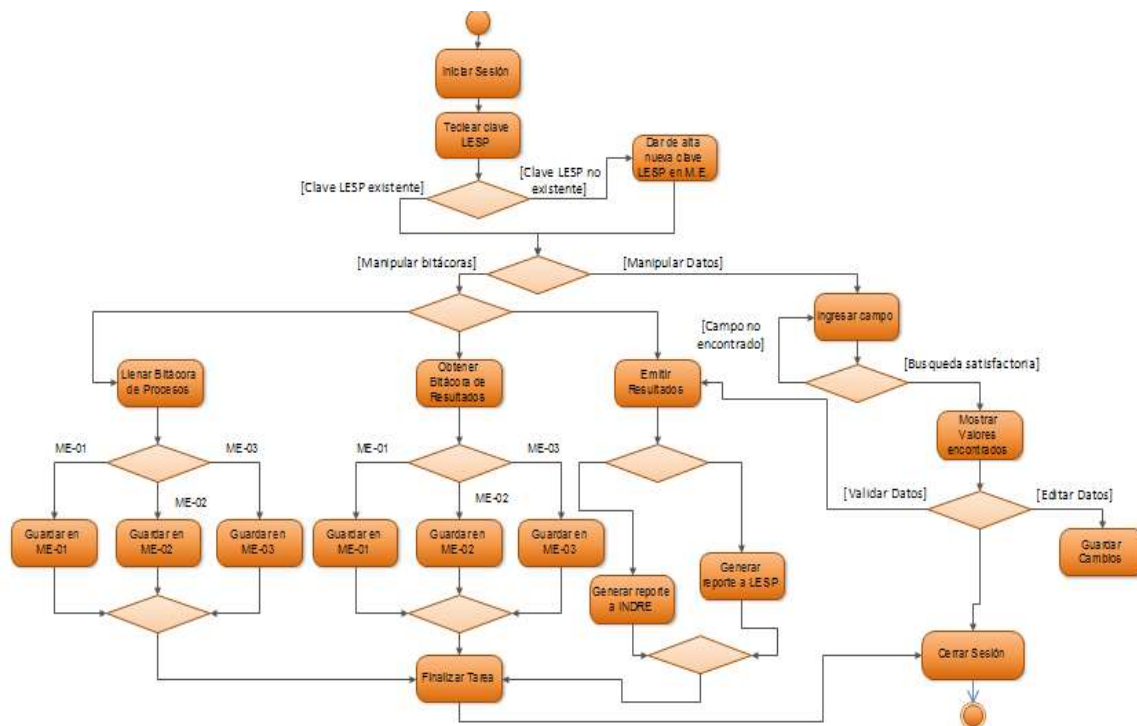 Iniciar Sesión
Teclear clave
LESP
Dar de alta
nueva clave
LESP en M.E.
[Clave LESP existente]
[Clave LESP no
existente]
[Manipular bitácoras]
[Manipular Datos]
Ingresar campo
[Campo no
encontrado]
[Busqueda satisfactoria]
Llenar Bitácora
de Procesos
Obtener
Bitácora de
Resultados
Emitir
Resultados
Mostrar
Valores
encontrados
ME-01
ME-03
ME-02
ME-01
ME-03
ME-02
[Validar Datos]
[Editar Datos]
Guardar en
ME-01
Guardar en
ME-02
Guardar en
ME-03
Guardar en
ME-01
Guardar en
ME-02
Guardar en
ME-03
Guardar
Cambios
Generar
reporte a LESP
Generar reporte
a INDRE
Finalizar Tarea
Cerrar Sesión